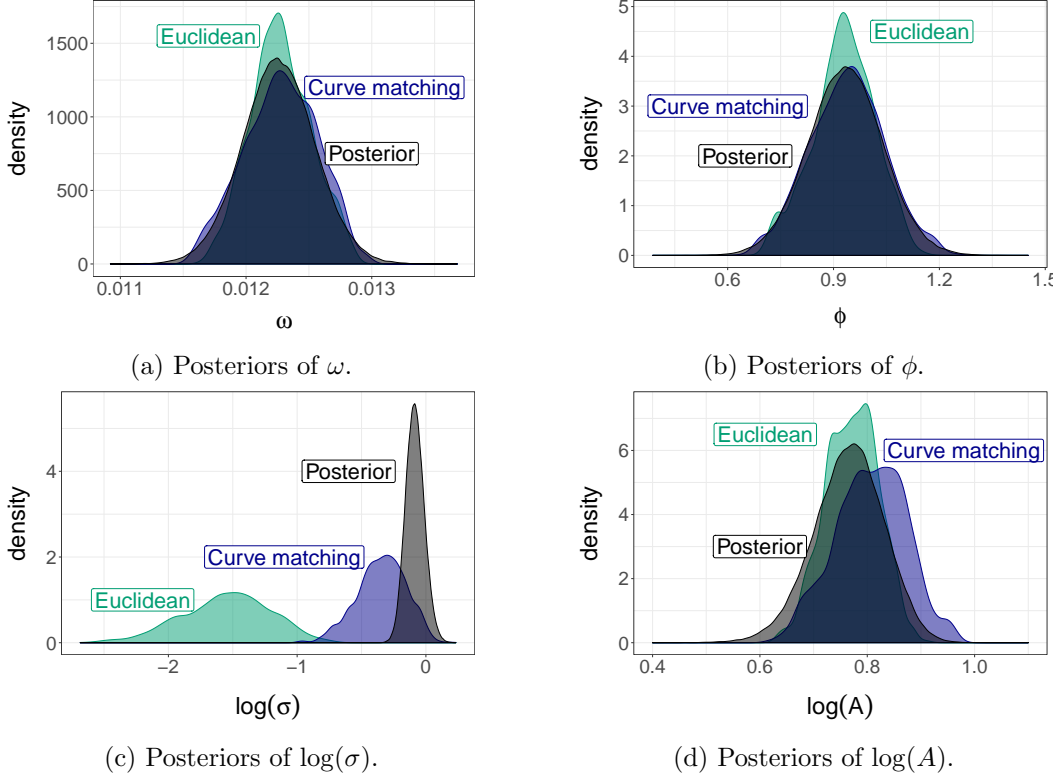 1500
1000
500
0
density
Euclidean
Curve matching
Posterior
0.011
0.012
0.013
ω
(a) Posteriors of ω.
5
4
3
2
1
0
density
Euclidean
Curve matching
Posterior
0.6
0.9
1.2
1.5
ϕ
(b) Posteriors of ϕ.
4
2
0
density
Posterior
Curve matching
Euclidean
−2
−1
0
log(σ)
(c) Posteriors of log(σ).
6
4
2
0
density
Euclidean
Curve matching
Posterior
0.4
0.6
0.8
1.0
log(A)
(d) Posteriors of log(A).